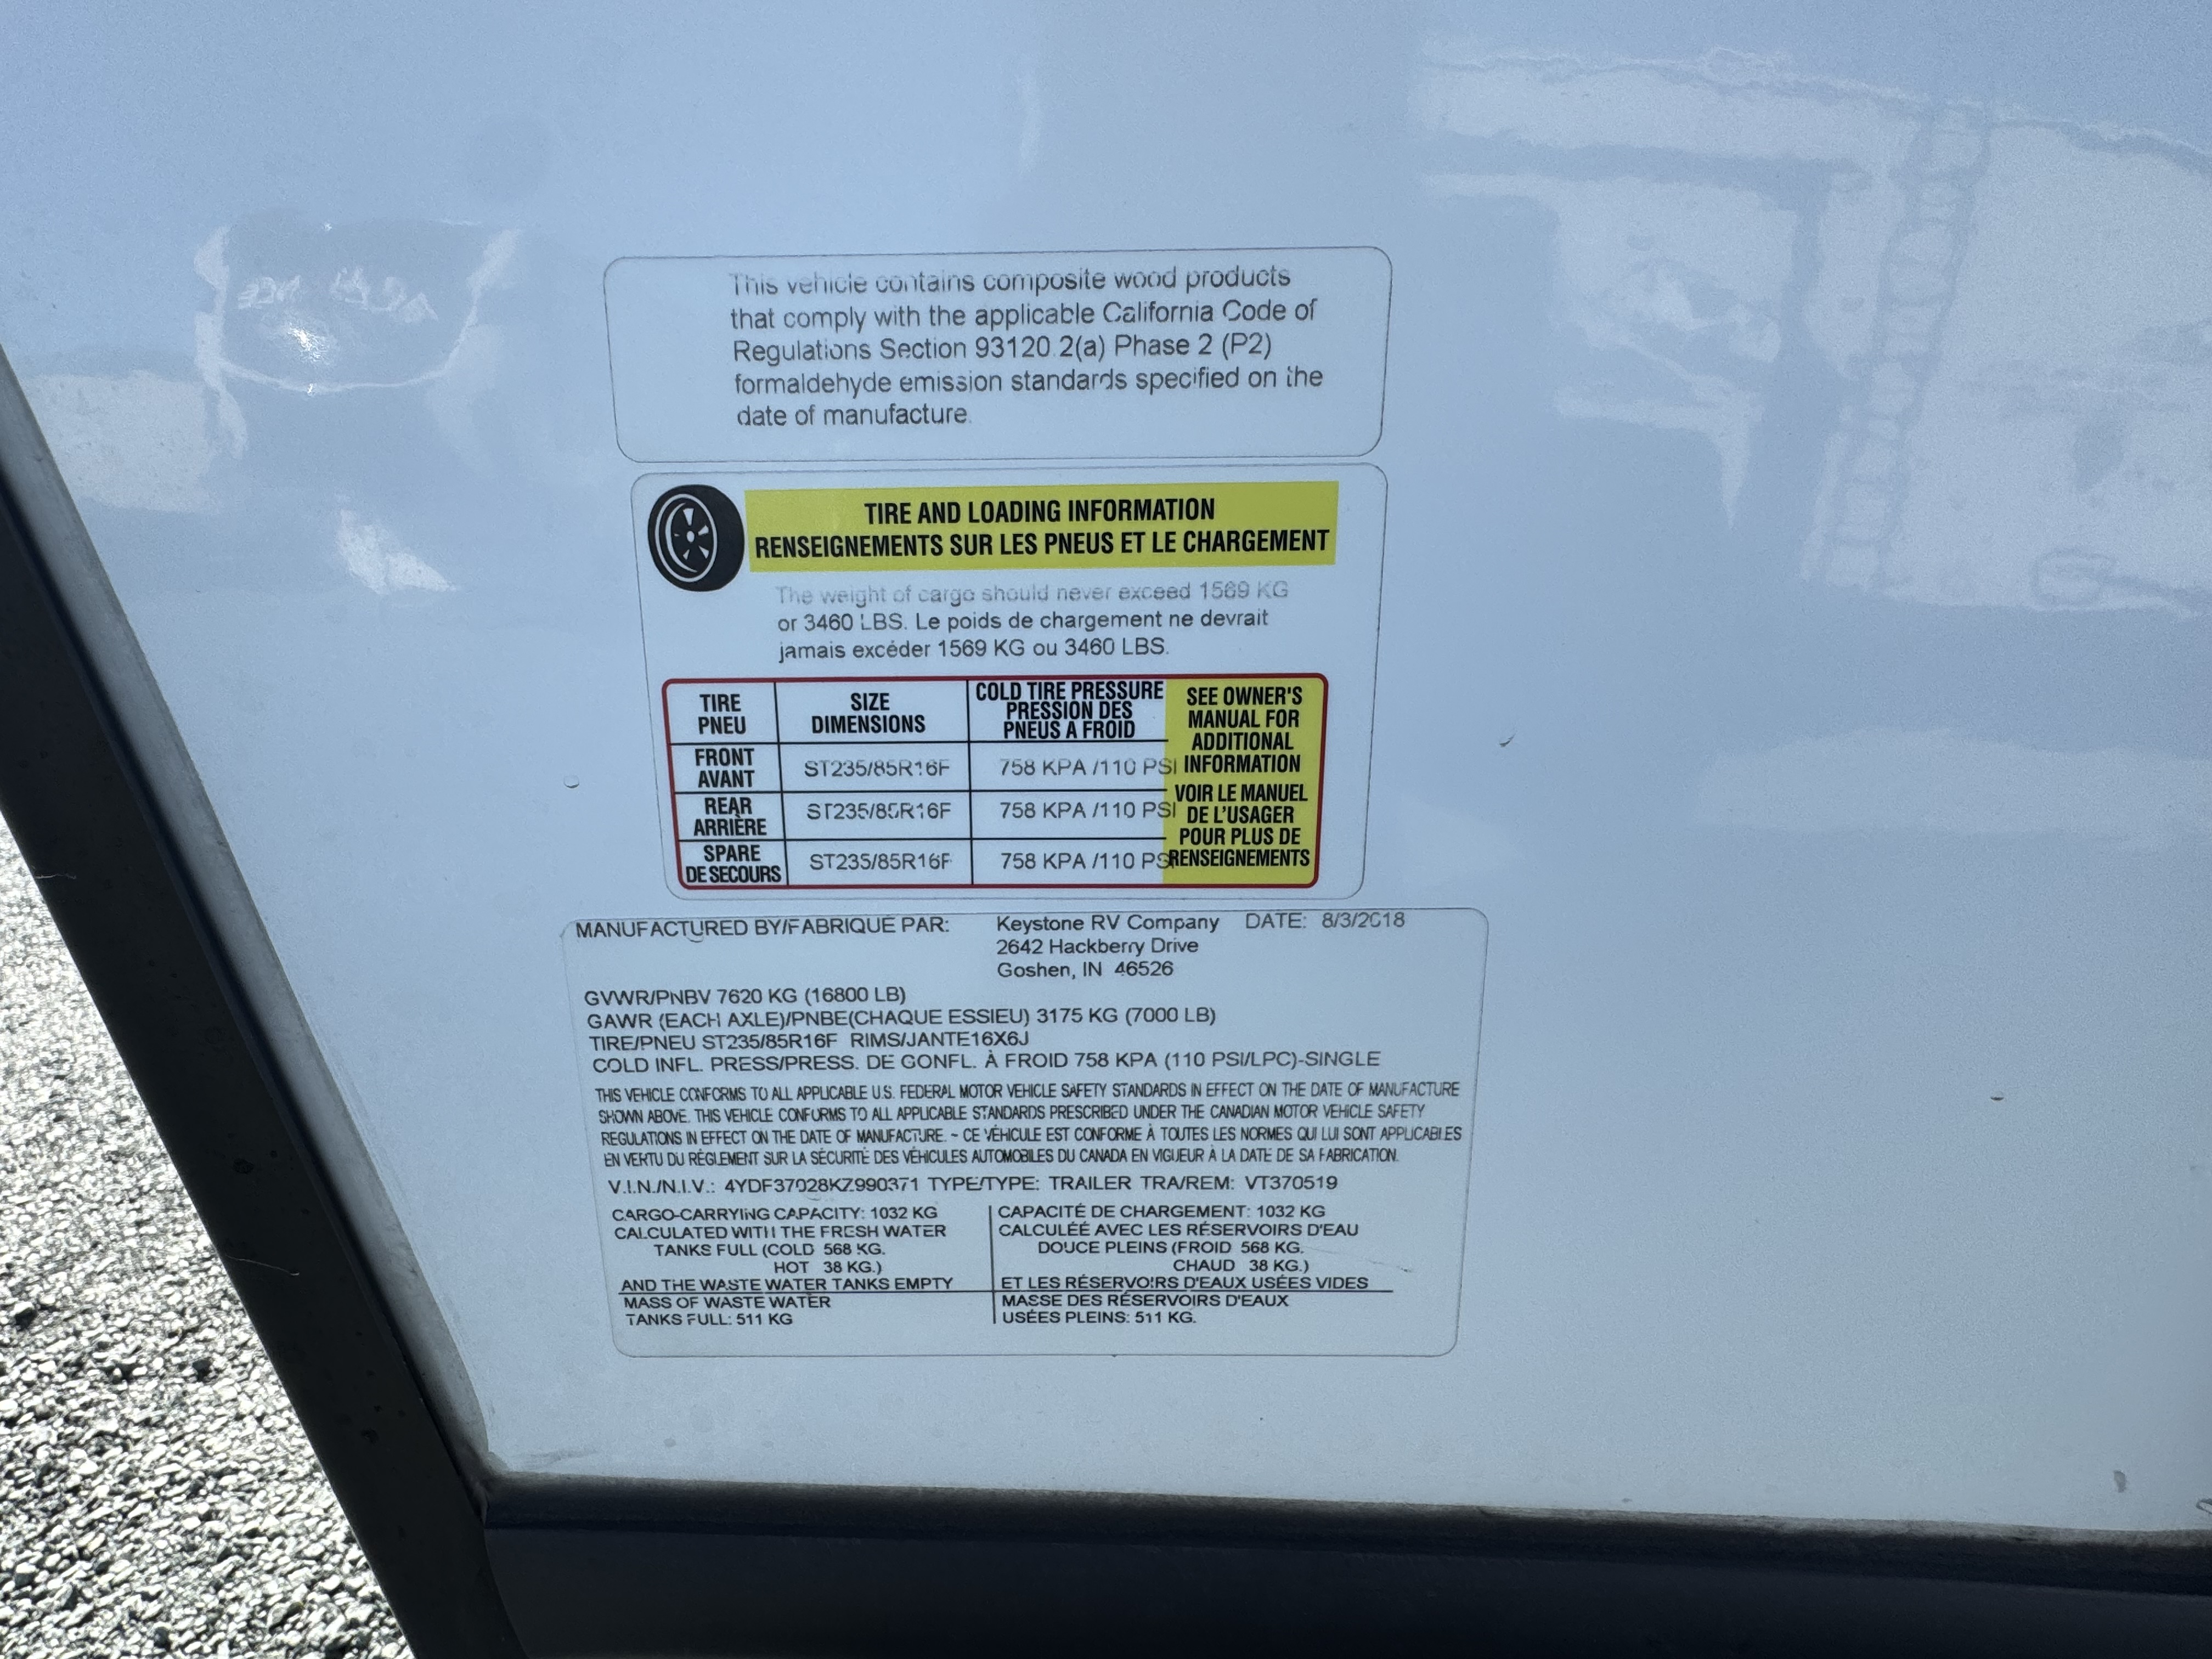 This vehicle contains composite wood products
that comply with the applicable California Code of
Regulations Section 93120.2(a) Phase 2 (P2)
formaldehyde emission standards specified on the
date of manufacture.
TIRE AND LOADING INFORMATION
RENSEIGNEMENTS SUR LES PNEUS ET LE CHARGEMENT
The weight of cargo should never exceed 1569 KG
or 3460 LBS. Le poids de chargement ne devrait
jamais excéder 1569 KG ou 3460 LBS.
TIRE
PNEU
SIZE
DIMENSIONS
COLD TIRE PRESSURE
PRESSION DES
PNEUS A FROID
FRONT
AVANT
ST235/85R16F
758 KPA /110 PSI
REAR
ARRIÈRE
ST235/85R16F
758 KPA /110 PSI
SPARE
DE SECOURS
ST235/85R16F
758 KPA /110 PSI
SEE OWNER'S
MANUAL FOR
ADDITIONAL
INFORMATION
VOIR LE MANUEL
DE L'USAGER
POUR PLUS DE
RENSEIGNEMENTS
MANUFACTURED BY/FABRIQUÉ PAR: Keystone RV Company DATE: 8/3/2018
2642 Hackberry Drive
Goshen, IN 46526
GVWR/PNBV 7620 KG (16800 LB)
GAWR (EACH AXLE)/PNBE(CHAQUE ESSIEU) 3175 KG (7000 LB)
TIRE/PNEU ST235/85R16F RIMS/JANTE16X6J
COLD INFL. PRESS/PRESS. DE GONFL. À FROID 758 KPA (110 PSI/LPC)-SINGLE
THIS VEHICLE CONFORMS TO ALL APPLICABLE U.S. FEDERAL MOTOR VEHICLE SAFETY STANDARDS IN EFFECT ON THE DATE OF MANUFACTURE
SHOWN ABOVE. THIS VEHICLE CONFORMS TO ALL APPLICABLE STANDARDS PRESCRIBED UNDER THE CANADIAN MOTOR VEHICLE SAFETY
REGULATIONS IN EFFECT ON THE DATE OF MANUFACTURE. ~ CE VÉHICULE EST CONFORME À TOUTES LES NORMES QUI LUI SONT APPLICABLES
EN VERTU DU RÈGLEMENT SUR LA SÉCURITÉ DES VÉHICULES AUTOMOBILES DU CANADA EN VIGUEUR À LA DATE DE SA FABRICATION.
V.I.N./N.I.V.: 4YDF37028KZ990371 TYPE/TYPE: TRAILER TRA/REM: VT370519
CARGO-CARRYING CAPACITY: 1032 KG
CALCULATED WITH THE FRESH WATER
TANKS FULL (COLD 568 KG.
HOT 38 KG.)
AND THE WASTE WATER TANKS EMPTY
MASS OF WASTE WATER
TANKS FULL: 511 KG
CAPACITÉ DE CHARGEMENT: 1032 KG
CALCULÉÉ AVEC LES RÉSERVOIRS D'EAU
DOUCE PLEINS (FROID 568 KG.
CHAUD 38 KG.)
ET LES RÉSERVOIRS D'EAUX USÉES VIDES
MASSE DES RÉSERVOIRS D'EAUX
USÉES PLEINS: 511 KG.